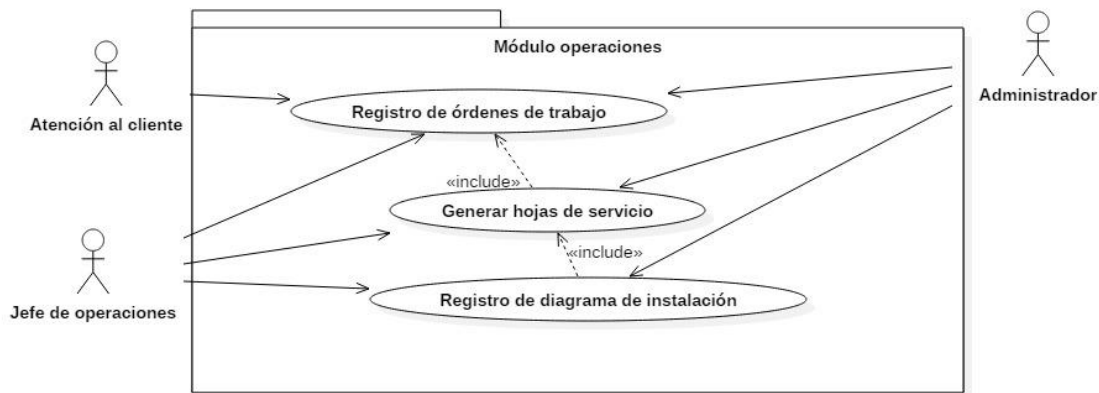 Módulo operaciones
Atención al cliente
Administrador
Registro de órdenes de trabajo
«include»
Generar hojas de servicio
«include»
Jefe de operaciones
Registro de diagrama de instalación